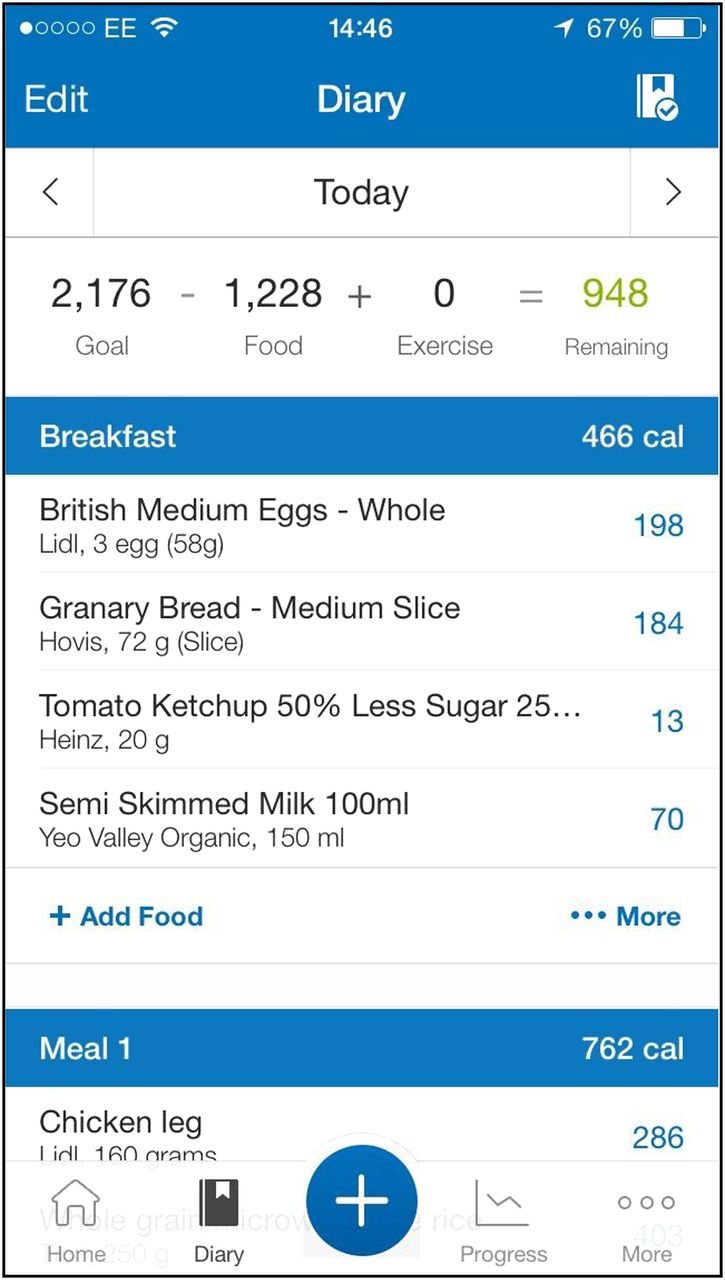 EE 14:46 67%
Edit Diary
Today
2,176 - 1,228 + 0 = 948
Goal Food Exercise Remaining
Breakfast 466 cal
British Medium Eggs - Whole 198
Lidl, 3 egg (58g)
Granary Bread - Medium Slice 184
Hovis, 72 g (Slice)
Tomato Ketchup 50% Less Sugar 25... 13
Heinz, 20 g
Semi Skimmed Milk 100ml 70
Yeo Valley Organic, 150 ml
+ Add Food ••• More
Meal 1 762 cal
Chicken leg 286
Lidl, 160 grams
Whole grain rice 403
250 g
Home Diary Progress More